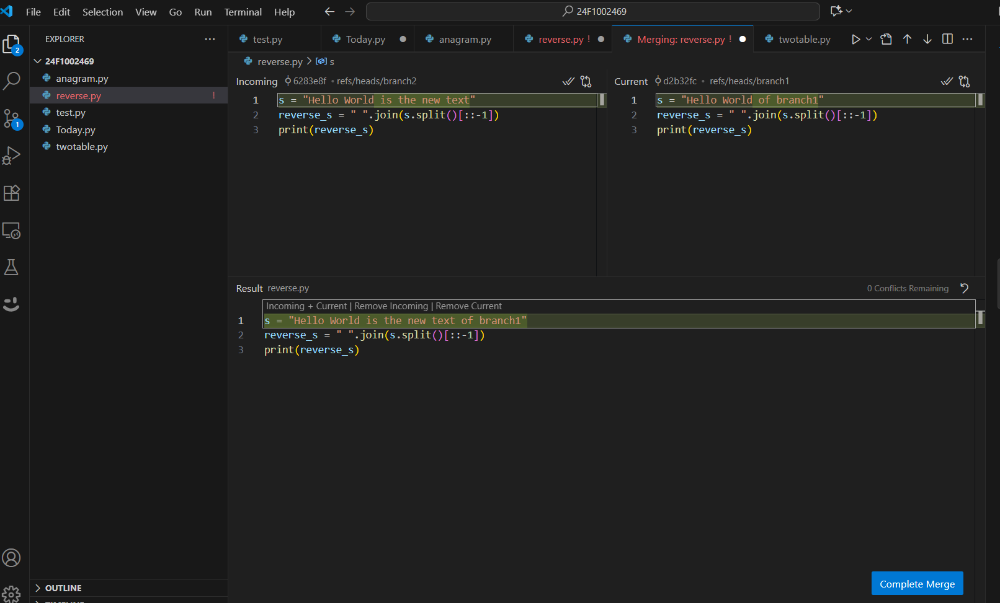 File Edit Selection View Go Run Terminal Help
24F1002469
EXPLORER
24F1002469
anagram.py
reverse.py !
test.py
Today.py
twotable.py
OUTLINE
2
1
test.py
Today.py
anagram.py
reverse.py !
Merging: reverse.py !
twotable.py
reverse.py > s
Incoming 6283e8f • refs/heads/branch2
1 s = "Hello World is the new text"
2 reverse_s = " ".join(s.split()[::-1])
3 print(reverse_s)
Current d2b32fc • refs/heads/branch1
1 s = "Hello World of branch1"
2 reverse_s = " ".join(s.split()[::-1])
3 print(reverse_s)
Result reverse.py
0 Conflicts Remaining
Incoming + Current | Remove Incoming | Remove Current
1 s = "Hello World is the new text of branch1"
2 reverse_s = " ".join(s.split()[::-1])
3 print(reverse_s)
Complete Merge